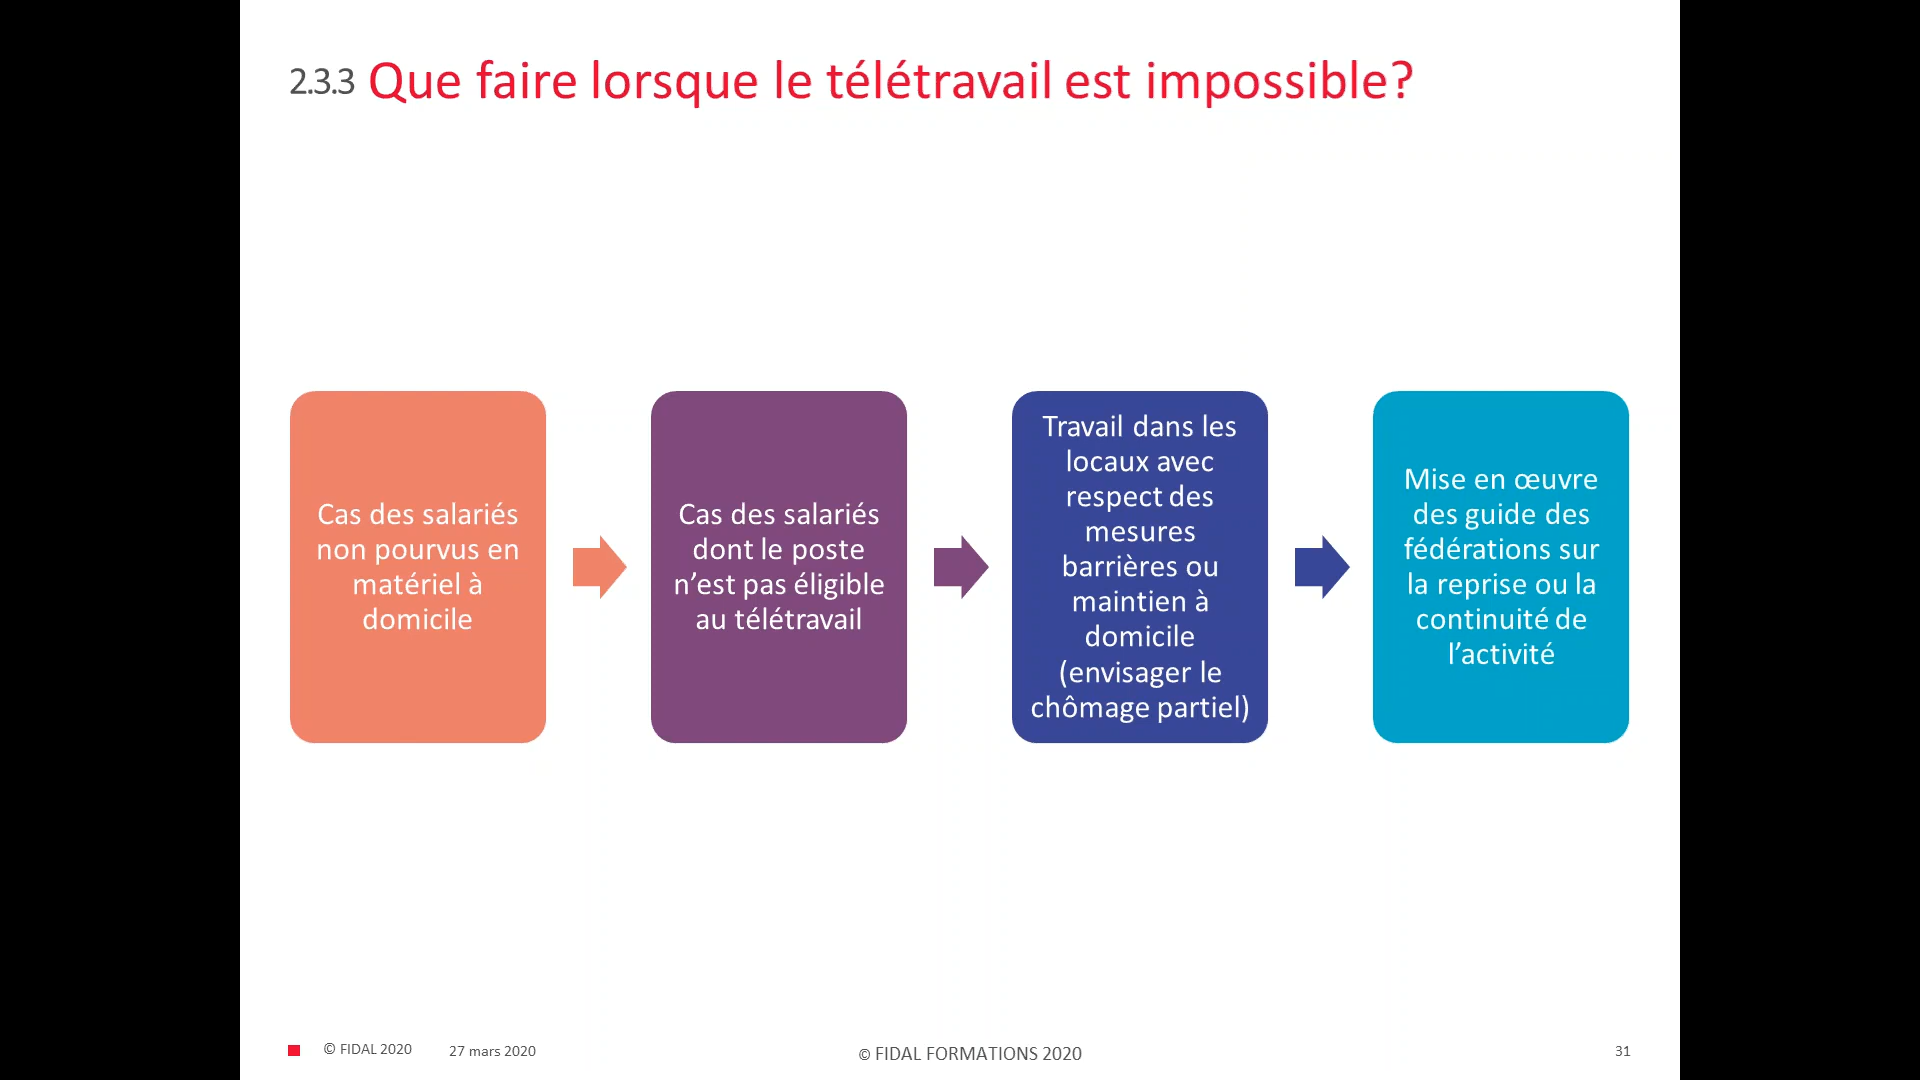 2.3.3 Que faire lorsque le télétravail est impossible?
Cas des salariés
non pourvus en
matériel à
domicile
Cas des salariés
dont le poste
n’est pas éligible
au télétravail
Travail dans les
locaux avec
respect des
mesures
barrières ou
maintien à
domicile
(envisager le
chômage partiel)
Mise en œuvre
des guide des
fédérations sur
la reprise ou la
continuité de
l’activité
© FIDAL 2020
27 mars 2020
© FIDAL FORMATIONS 2020
31